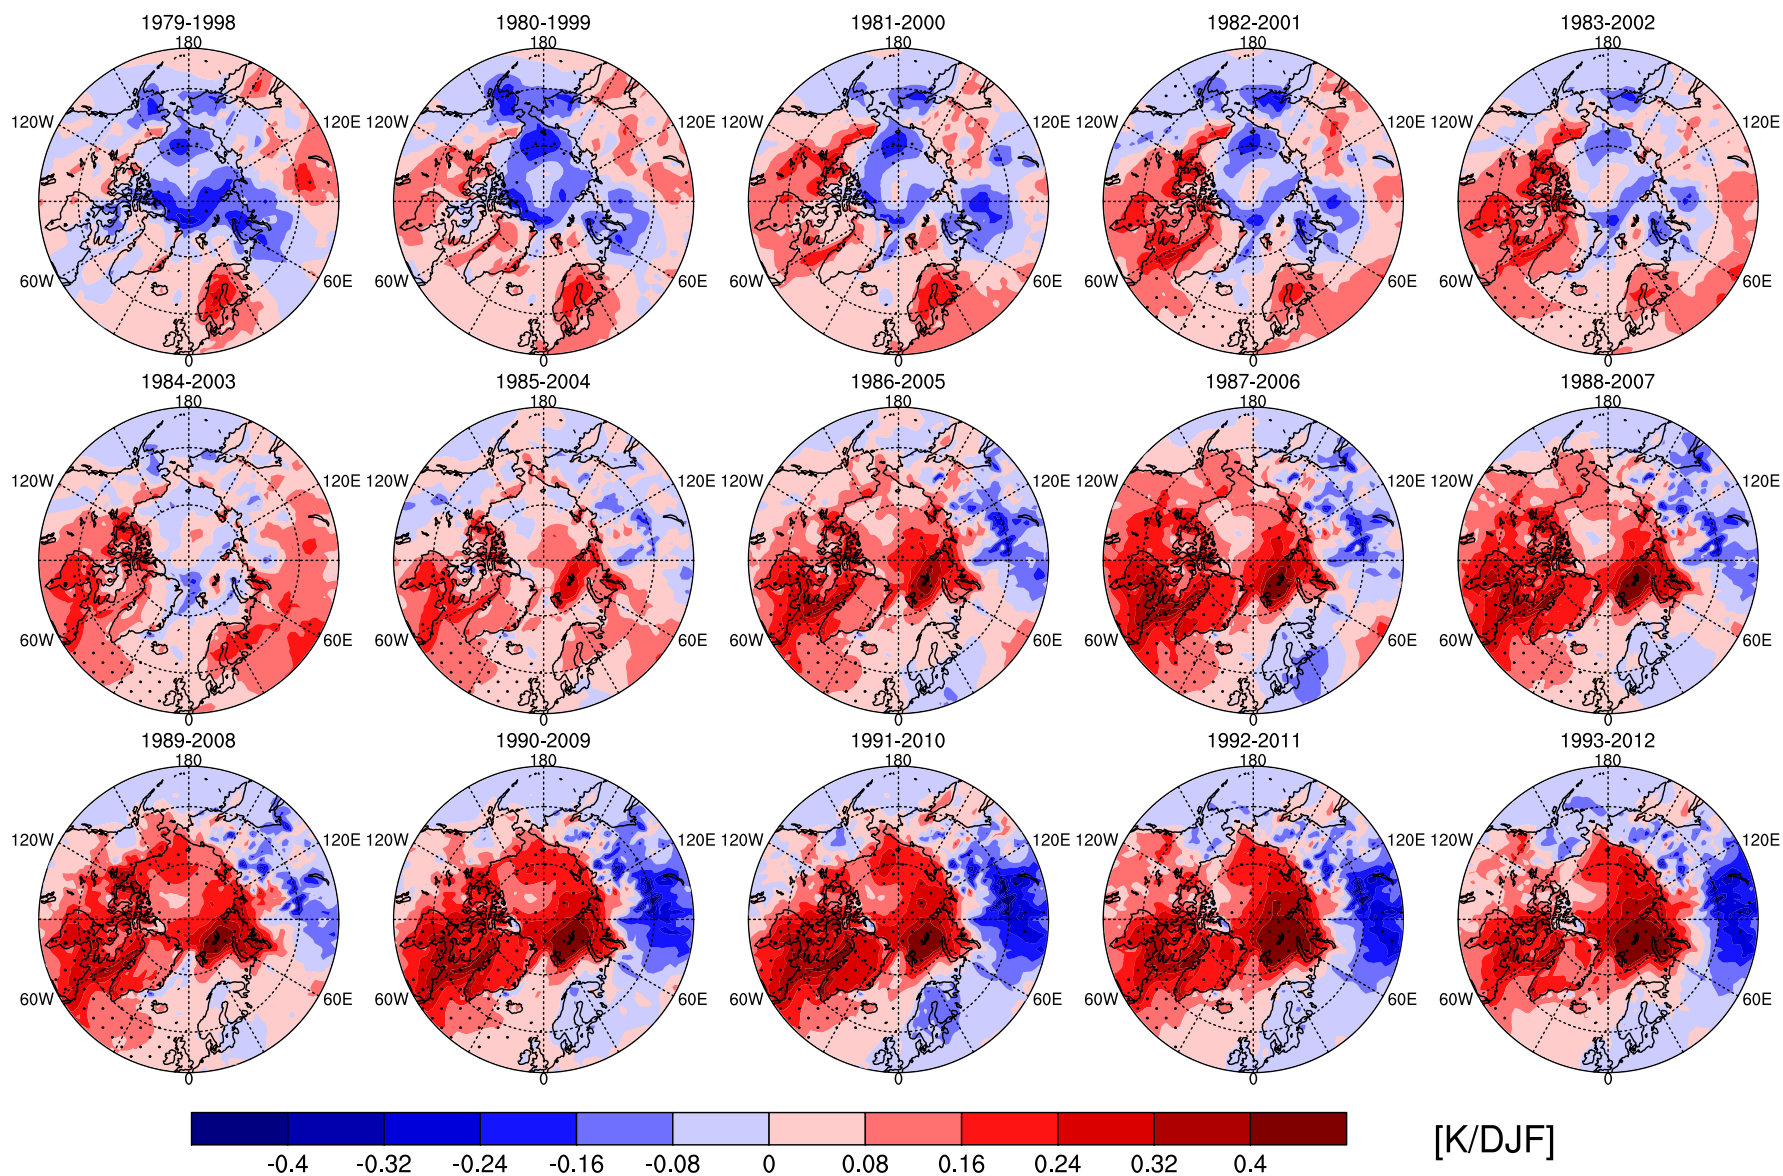 1979-1998 1980-1999 1981-2000 1982-2001 1983-2002
180 180 180 180 180
120W 120E 120W 120E 120W 120E 120W 120E 120W 120E
60W 60E 60W 60E 60W 60E 60W 60E 60W 60E
0 0 0 0 0
1984-2003 1985-2004 1986-2005 1987-2006 1988-2007
180 180 180 180 180
120W 120E 120W 120E 120W 120E 120W 120E 120W 120E
60W 60E 60W 60E 60W 60E 60W 60E 60W 60E
0 0 0 0 0
1989-2008 1990-2009 1991-2010 1992-2011 1993-2012
180 180 180 180 180
120W 120E 120W 120E 120W 120E 120W 120E 120W 120E
60W 60E 60W 60E 60W 60E 60W 60E 60W 60E
0 0 0 0 0
[K/DJF]
-0.4 -0.32 -0.24 -0.16 -0.08 0 0.08 0.16 0.24 0.32 0.4